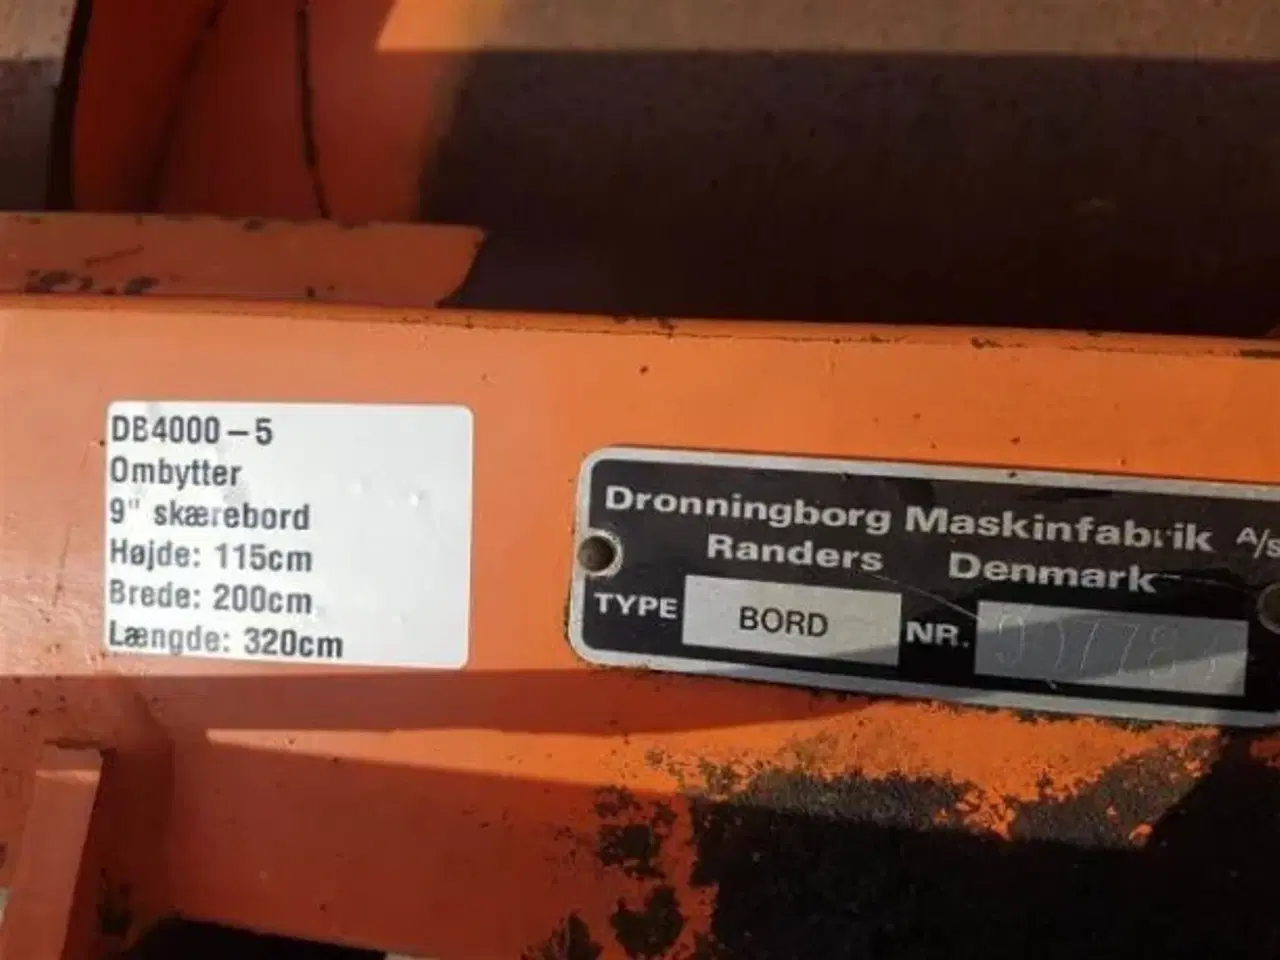 DB4000-5
Ombytter
9" skærebord
Højde: 115cm
Brede: 200cm
Længde: 320cm
Dronningborg Maskinfabrik A/S
Randers Denmark
TYPE BORD NR.